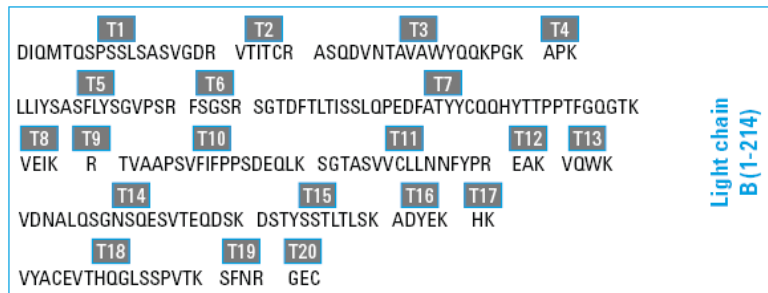 T1 T2 T3 T4
DIQMTQSPSSLSASVGDR VTITCR ASQDVNTAVAWYQQKPGK APK
T5 T6 T7
LLIYSASFLYSGVPSR FSGSR SGTDFTLTISSLQPEDFATYYCQQHYTTPPTFGQGTK
T8 T9 T10 T11 T12 T13
VEIK R TVAAPSVFIFPPSDEQLK SGTASVVCLLNNFYPR EAK VQWK
T14 T15 T16 T17
VDNALQSGNSQESVTEQDSK DSTYSSTLTLSK ADYEK HK
T18 T19 T20
VYACEVTHQGLSSPVTK SFNR GEC
Light chain
B (1-214)